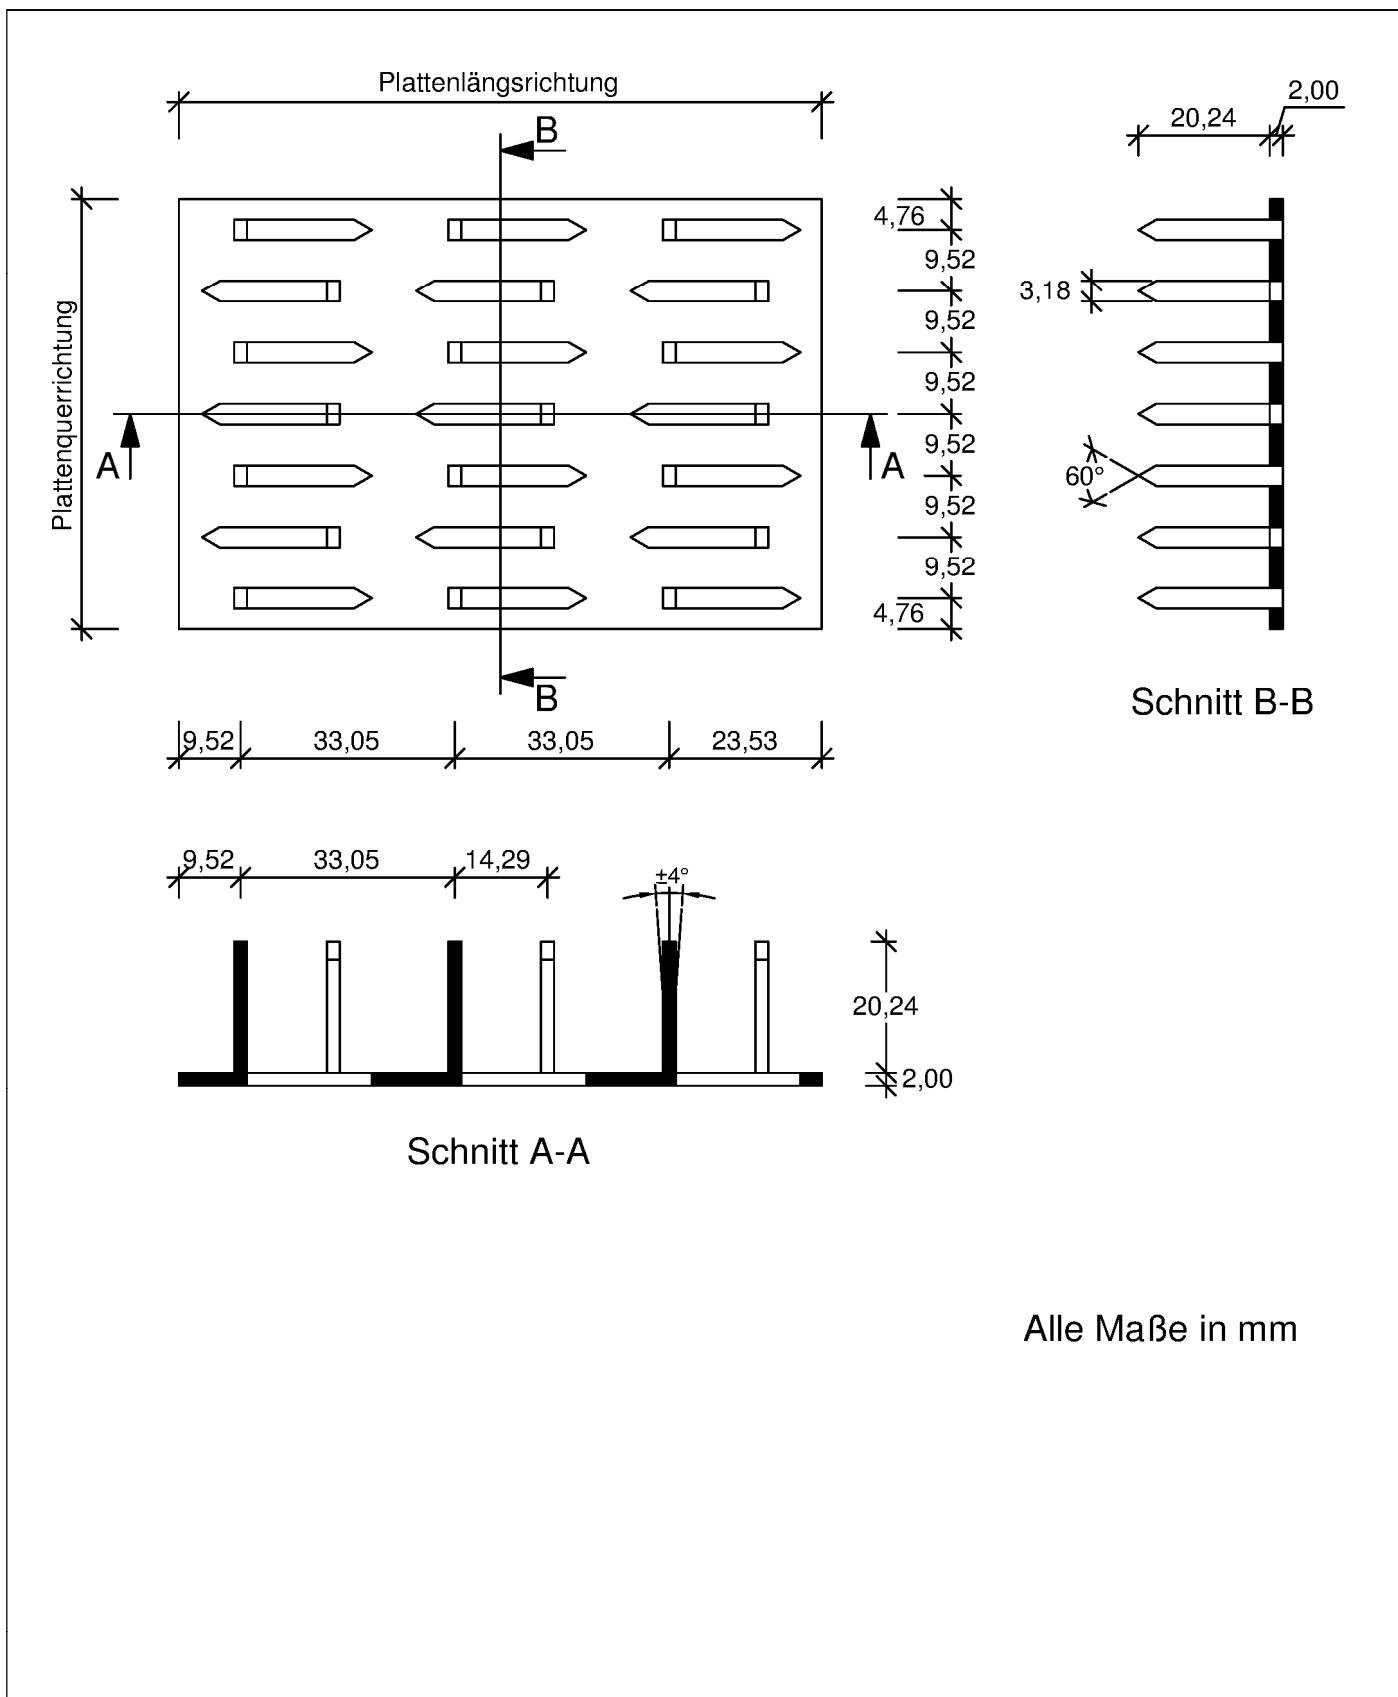 Plattenlängsrichtung
2,00
20,24
B
4,76
9,52
3,18
9,52
Plattenquerrichtung
9,52
A
A
9,52
60°
9,52
9,52
4,76
B
Schnitt B-B
9,52 33,05 33,05 23,53
9,52 33,05 14,29
±4°
20,24
2,00
Schnitt A-A
Alle Maße in mm